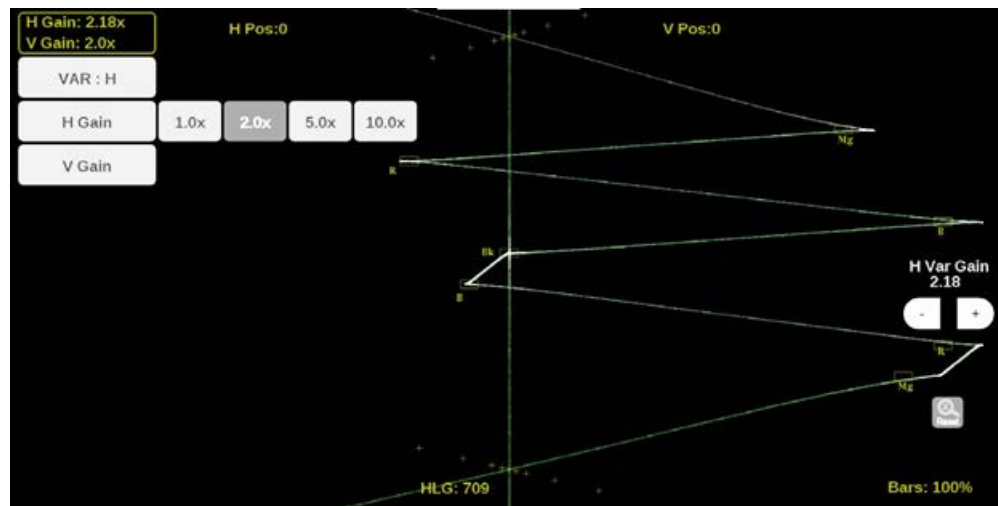 H Gain: 2.18x
V Gain: 2.0x
H Pos:0
V Pos:0
VAR : H
H Gain
1.0x
2.0x
5.0x
10.0x
V Gain
Mg
R
B
Bk
B
H Var Gain
2.18
-
+
R
Mg
Reset
HLG: 709
Bars: 100%